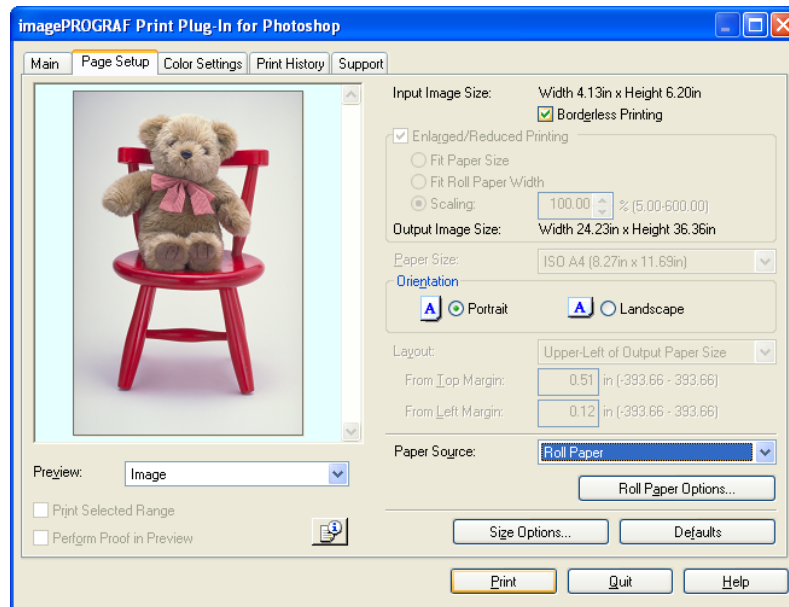 imagePROGRAF Print Plug-In for Photoshop
Main Page Setup Color Settings Print History Support
Input Image Size: Width 4.13in x Height 6.20in
Borderless Printing
Enlarged/Reduced Printing
Fit Paper Size
Fit Roll Paper Width
Scaling: 100.00 % (5.00-600.00)
Output Image Size: Width 24.23in x Height 36.36in
Paper Size: ISO A4 (8.27in x 11.69in)
Orientation
A Portrait A Landscape
Layout: Upper-Left of Output Paper Size
From Top Margin: 0.51 in (-393.66 - 393.66)
From Left Margin: 0.12 in (-393.66 - 393.66)
Paper Source: Roll Paper
Preview: Image
Roll Paper Options...
Print Selected Range
Perform Proof in Preview
Size Options... Defaults
Print Quit Help